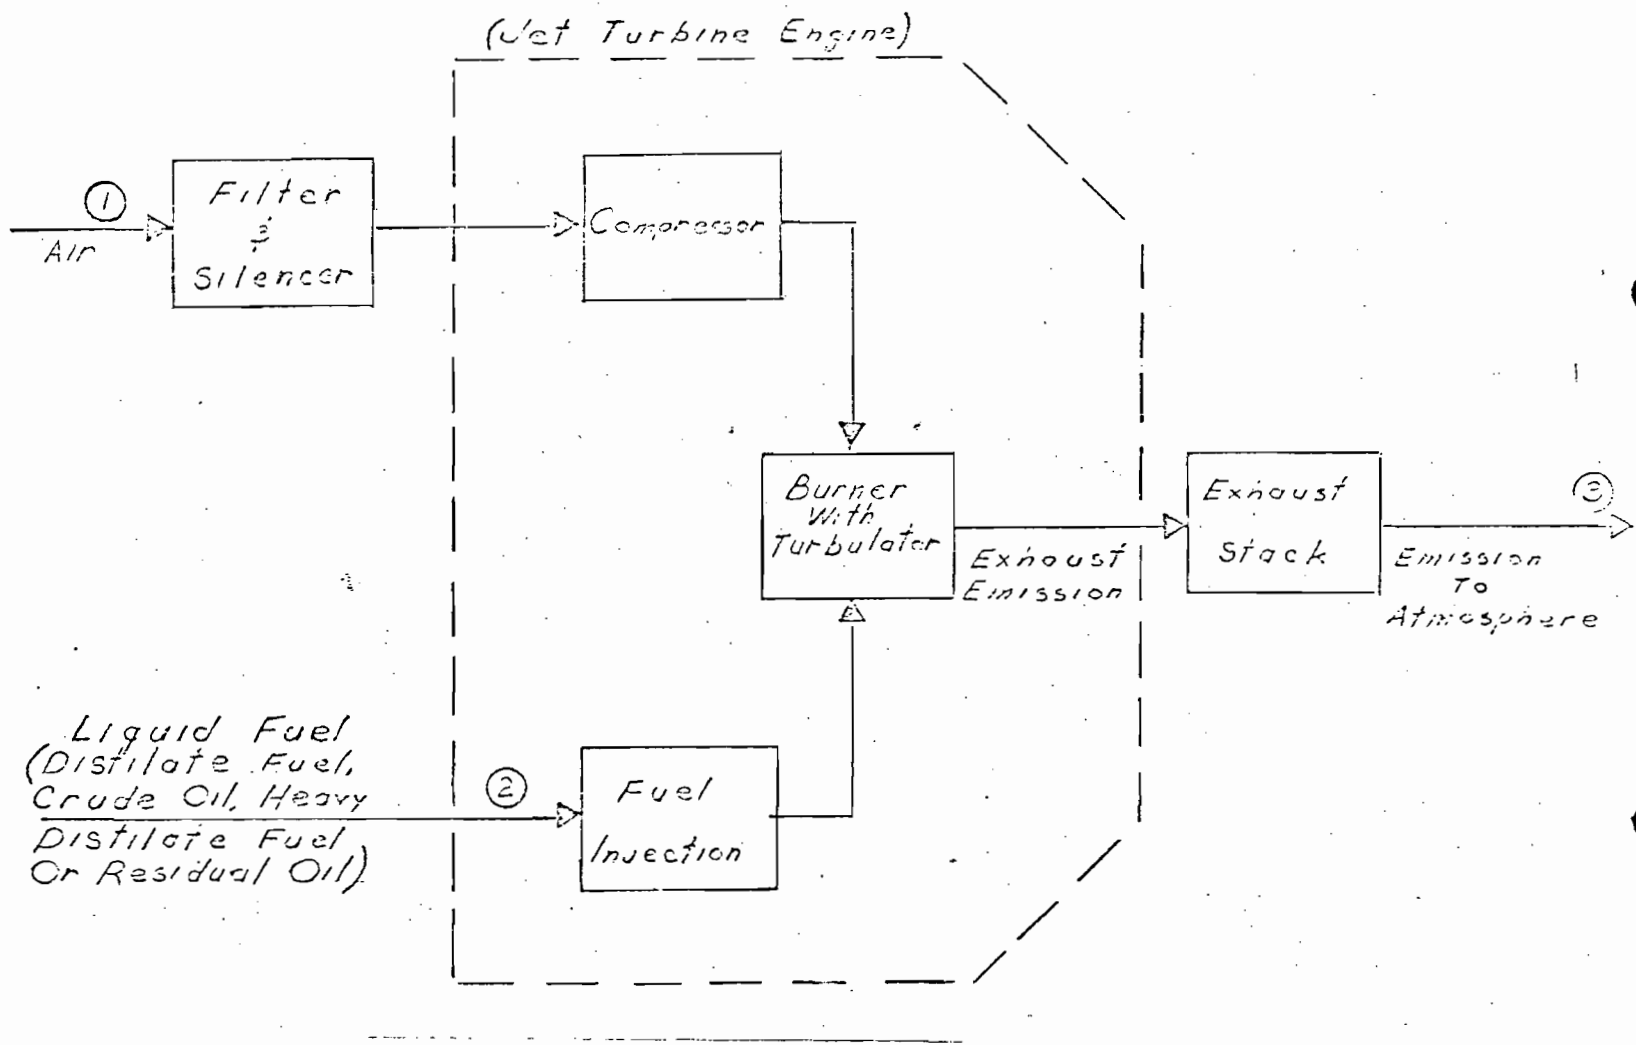 (Jet Turbine Engine)
1
Air
Filter
&
Silencer
Compressor
Burner
With
Turbulator
Exhaust
Emission
Exhaust
Stack
3
Emission
To
Atmosphere
Liquid Fuel
(Distilate Fuel,
Crude Oil, Heavy
Distilate Fuel
Or Residual Oil)
2
Fuel
Injection